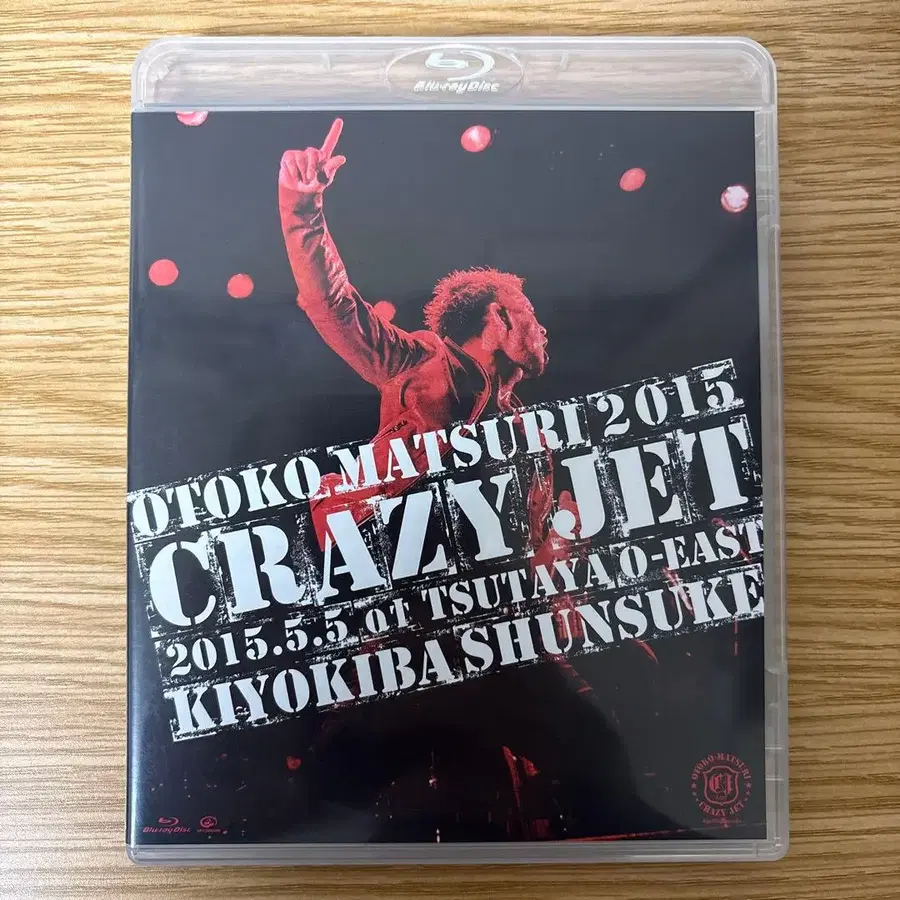 Blu-ray Disc
OTOKO MATSURI 2015
CRAZY JET
2015.5.5 at TSUTAYA O-EAST
KIYOKIBA SHUNSUKE
OTOKO-MATSURI
CJ
CRAZY JET
Blu-ray Disc